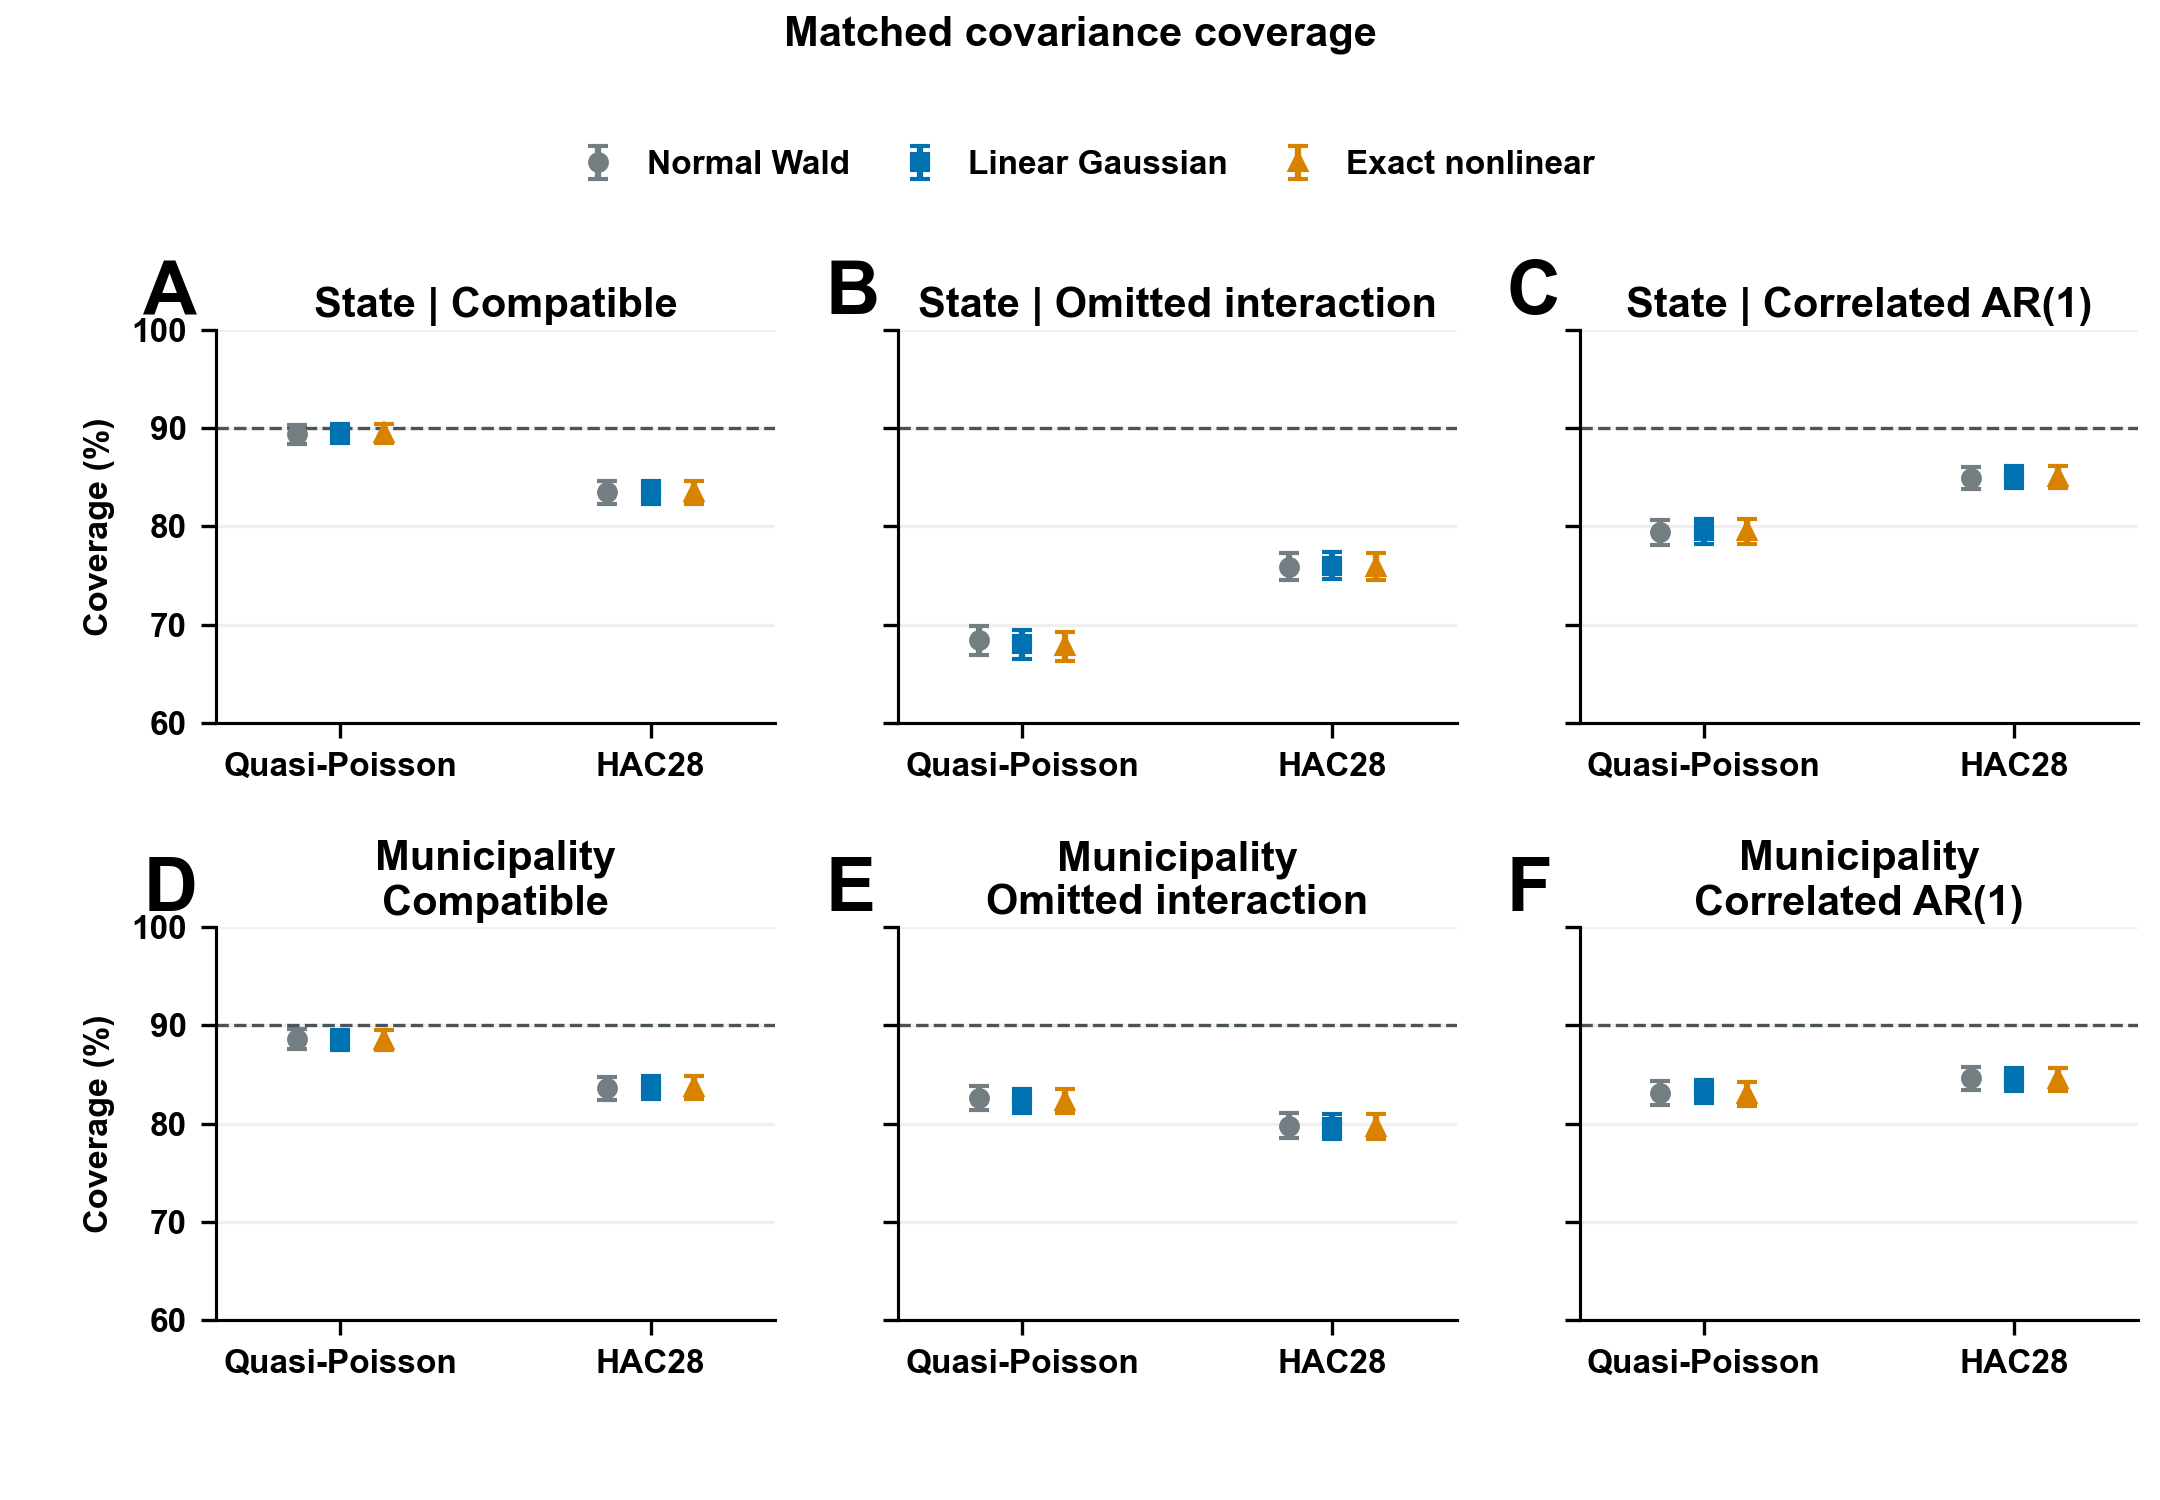 Matched covariance coverage
Normal Wald
Linear Gaussian
Exact nonlinear
A
State | Compatible
B
State | Omitted interaction
C
State | Correlated AR(1)
Coverage (%)
100
90
80
70
60
Quasi-Poisson
HAC28
Quasi-Poisson
HAC28
Quasi-Poisson
HAC28
D
Municipality
Compatible
E
Municipality
Omitted interaction
F
Municipality
Correlated AR(1)
Coverage (%)
100
90
80
70
60
Quasi-Poisson
HAC28
Quasi-Poisson
HAC28
Quasi-Poisson
HAC28